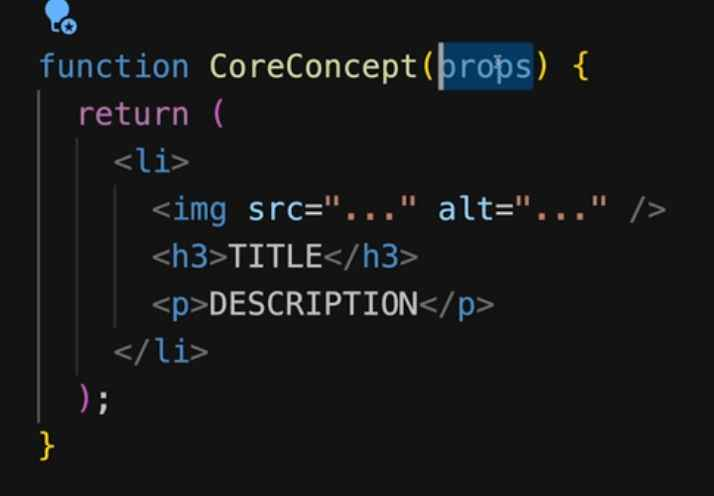 function CoreConcept(props) {
return (
<li>
<img src="..." alt="..." />
<h3>TITLE</h3>
<p>DESCRIPTION</p>
</li>
);
}